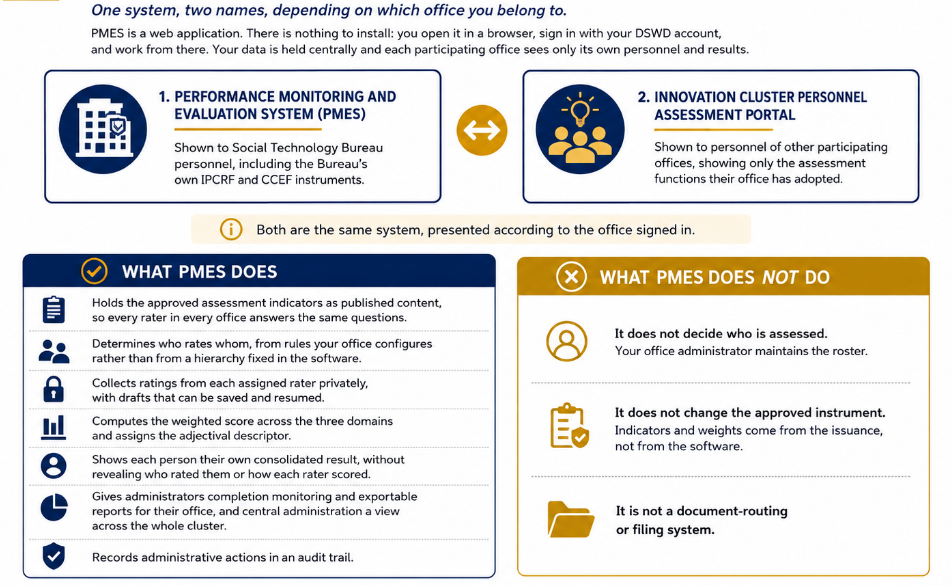 One system, two names, depending on which office you belong to.
PMES is a web application. There is nothing to install: you open it in a browser, sign in with your DSWD account,
and work from there. Your data is held centrally and each participating office sees only its own personnel and results.
1. PERFORMANCE MONITORING AND
EVALUATION SYSTEM (PMES)
Shown to Social Technology Bureau
personnel, including the Bureau's
own IPCRF and CCEF instruments.
2. INNOVATION CLUSTER PERSONNEL
ASSESSMENT PORTAL
Shown to personnel of other participating
offices, showing only the assessment
functions their office has adopted.
Both are the same system, presented according to the office signed in.
WHAT PMES DOES
Holds the approved assessment indicators as published content,
so every rater in every office answers the same questions.
Determines who rates whom, from rules your office configures
rather than from a hierarchy fixed in the software.
Collects ratings from each assigned rater privately,
with drafts that can be saved and resumed.
Computes the weighted score across the three domains
and assigns the adjectival descriptor.
Shows each person their own consolidated result, without
revealing who rated them or how each rater scored.
Gives administrators completion monitoring and exportable
reports for their office, and central administration a view
across the whole cluster.
Records administrative actions in an audit trail.
WHAT PMES DOES NOT DO
It does not decide who is assessed.
Your office administrator maintains the roster.
It does not change the approved instrument.
Indicators and weights come from the issuance,
not from the software.
It is not a document-routing
or filing system.